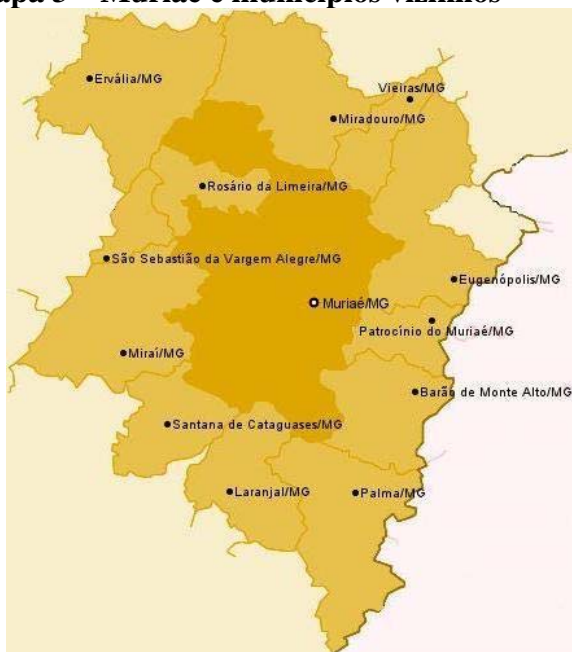 Muriaé e municípios vizinhos
Ervália/MG
Vieiras/MG
Miradouro/MG
Rosário da Limeira/MG
São Sebastião da Vargem Alegre/MG
Eugenópolis/MG
Muriaé/MG
Patrocínio do Muriaé/MG
Miraí/MG
Barão de Monte Alto/MG
Santana de Cataguases/MG
Laranjal/MG
Palma/MG